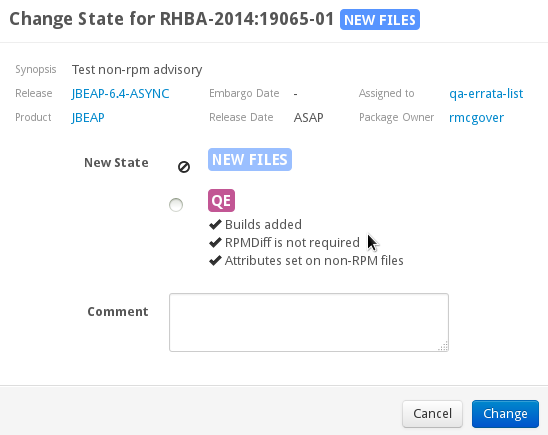 Change State for RHBA-2014:19065-01 NEW FILES
Synopsis Test non-rpm advisory
Release JBEAP-6.4-ASYNC Embargo Date - Assigned to qa-errata-list
Product JBEAP Release Date ASAP Package Owner rmcgover
New State NEW FILES
QE
✔ Builds added
✔ RPMDiff is not required
✔ Attributes set on non-RPM files
Comment
Cancel Change